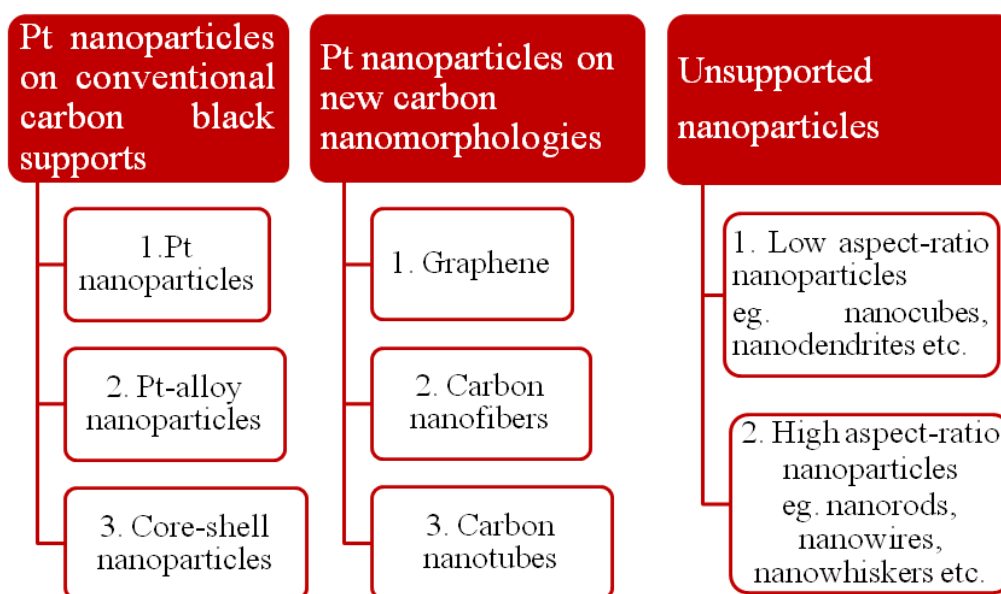 Pt nanoparticles
on conventional
carbon black
supports
1.Pt
nanoparticles
2. Pt-alloy
nanoparticles
3. Core-shell
nanoparticles
Pt nanoparticles on
new carbon
nanomorphologies
1. Graphene
2. Carbon
nanofibers
3. Carbon
nanotubes
Unsupported
nanoparticles
1. Low aspect-ratio
nanoparticles
eg. nanocubes,
nanodendrites etc.
2. High aspect-ratio
nanoparticles
eg. nanorods,
nanowires,
nanowhiskers etc.